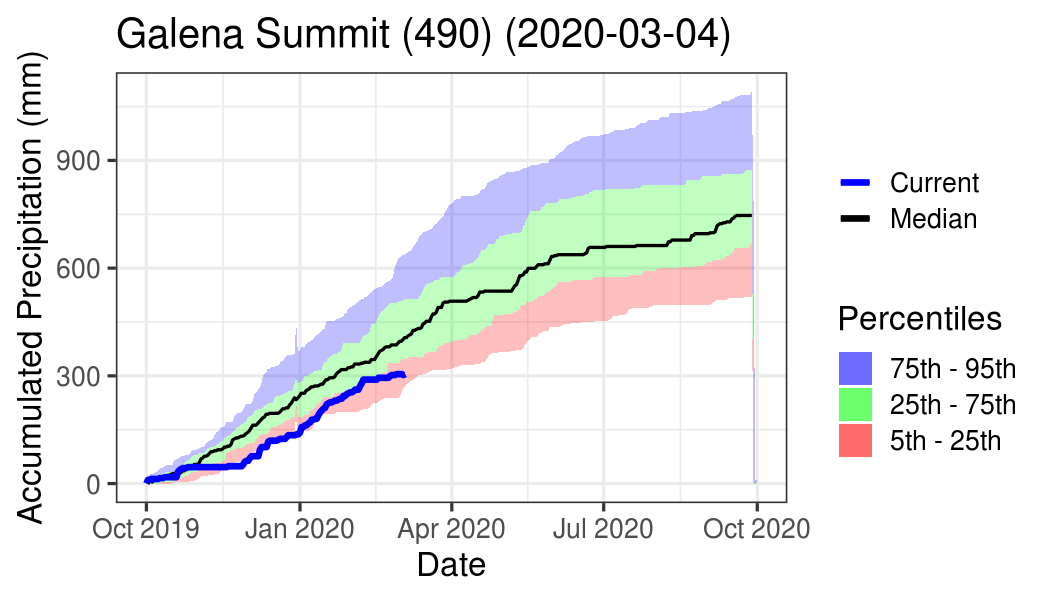 Galena Summit (490) (2020-03-04)
Accumulated Precipitation (mm)
900
600
300
0
Oct 2019
Jan 2020
Apr 2020
Jul 2020
Oct 2020
Date
Current
Median
Percentiles
75th - 95th
25th - 75th
5th - 25th